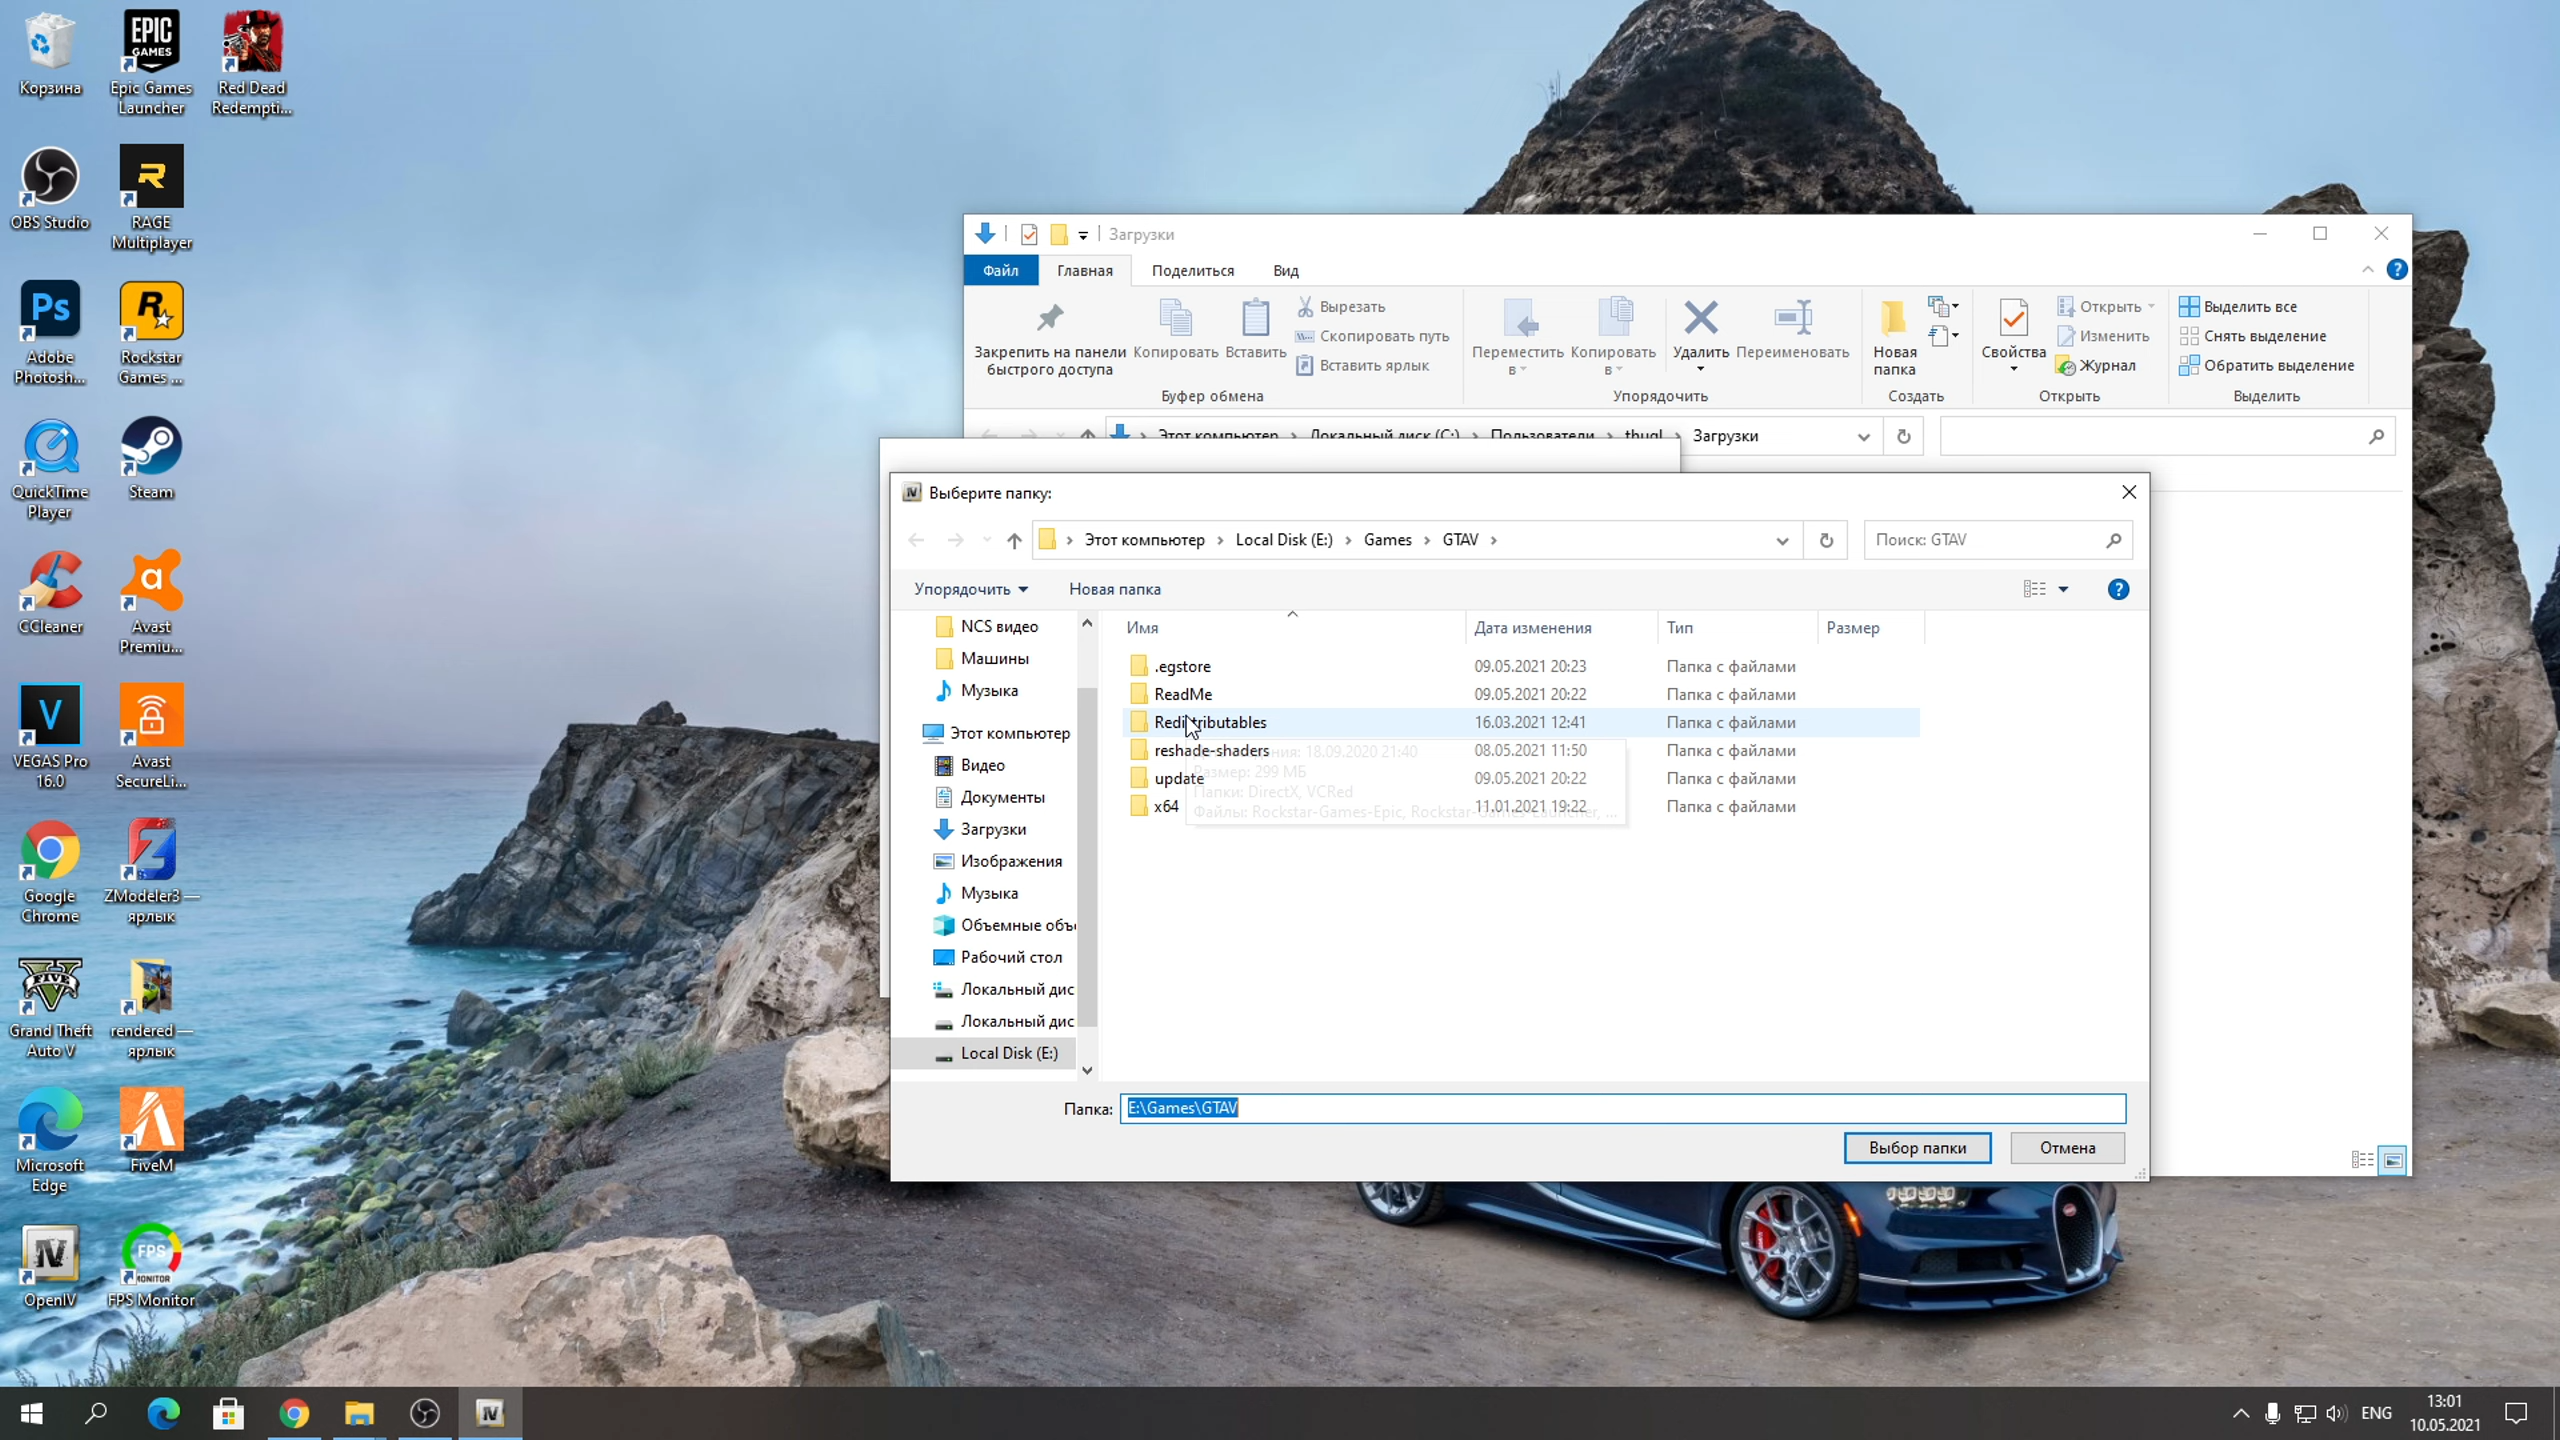 Корзина
Epic Games
Launcher
Red Dead
Redempti...
EPIC
GAMES
OBS Studio
RAGE
Multiplayer
Ps
Adobe
Photosh...
Rockstar
Games ...
QuickTime
Player
Steam
CCleaner
Avast
Premiu...
VEGAS Pro
16.0
Avast
SecureLi...
Google
Chrome
ZModeler3 —
ярлык
FIVE
Grand Theft
Auto V
rendered —
ярлык
Microsoft
Edge
FiveM
OpenIV
FPS
MONITOR
FPS Monitor
Загрузки
Файл
Главная
Поделиться
Вид
Закрепить на панели
быстрого доступа
Копировать
Вставить
Вырезать
Скопировать путь
Вставить ярлык
Буфер обмена
Переместить
в
Копировать
в
Удалить
Переименовать
Упорядочить
Новая
папка
Создать
Свойства
Открыть
Изменить
Журнал
Открыть
Выделить все
Снять выделение
Обратить выделение
Выделить
Этот компьютер
Локальный диск (C:)
Пользователи
thugl
Загрузки
Выберите папку:
Этот компьютер
Local Disk (E:)
Games
GTAV
Поиск: GTAV
Упорядочить
Новая папка
NCS видео
Машины
Музыка
Этот компьютер
Видео
Документы
Загрузки
Изображения
Музыка
Объемные объ
Рабочий стол
Локальный дис
Локальный дис
Local Disk (E:)
Имя
Дата изменения
Тип
Размер
.egstore
09.05.2021 20:23
Папка с файлами
ReadMe
09.05.2021 20:22
Папка с файлами
Redistributables
16.03.2021 12:41
Папка с файлами
reshade-shaders
08.05.2021 11:50
Папка с файлами
update
09.05.2021 20:22
Папка с файлами
x64
11.01.2021 19:22
Папка с файлами
18.09.2020 21:40
Размер: 299 МБ
Папки: DirectX, VCRed
Файлы: Rockstar-Games-Epic, Rockstar-Games-Launcher, ...
Папка:
E:\Games\GTAV
Выбор папки
Отмена
ENG
13:01
10.05.2021